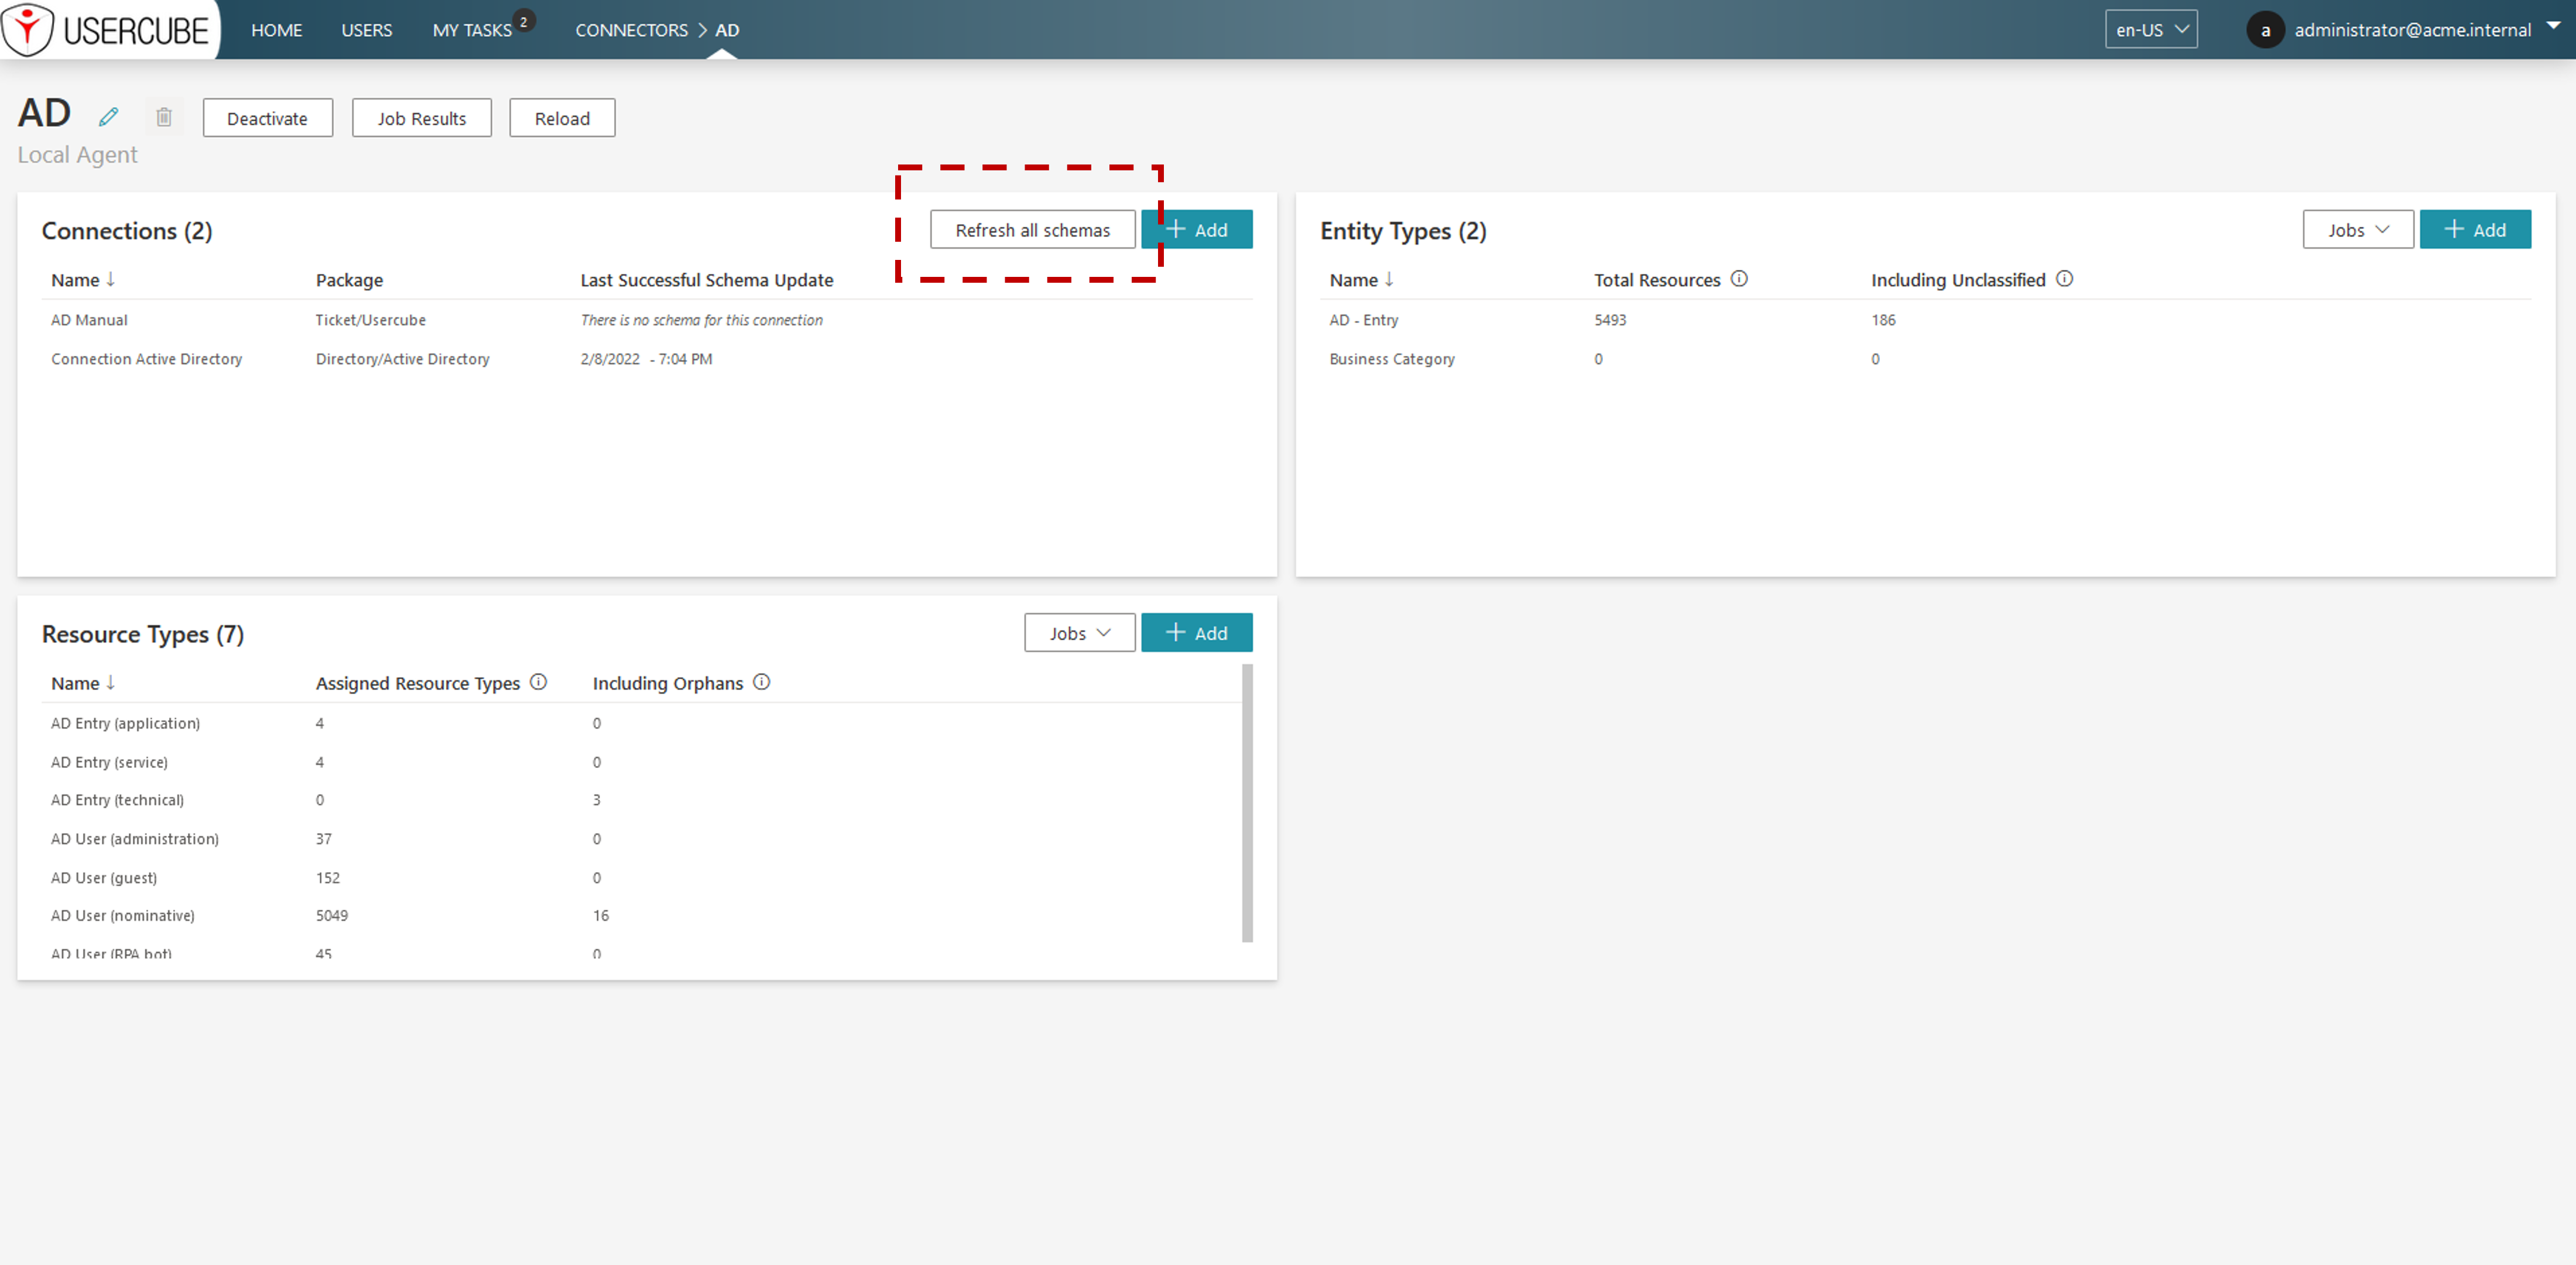 USERCUBE HOME USERS MY TASKS 2 CONNECTORS > AD en-US a administrator@acme.internal
AD Deactivate Job Results Reload
Local Agent
Connections (2) Refresh all schemas + Add
Name ↓ Package Last Successful Schema Update
AD Manual Ticket/Usercube There is no schema for this connection
Connection Active Directory Directory/Active Directory 2/8/2022 - 7:04 PM
Entity Types (2) Jobs + Add
Name ↓ Total Resources Including Unclassified
AD - Entry 5493 186
Business Category 0 0
Resource Types (7) Jobs + Add
Name ↓ Assigned Resource Types Including Orphans
AD Entry (application) 4 0
AD Entry (service) 4 0
AD Entry (technical) 0 3
AD User (administration) 37 0
AD User (guest) 152 0
AD User (nominative) 5049 16
AD User (RPA bot) 45 0